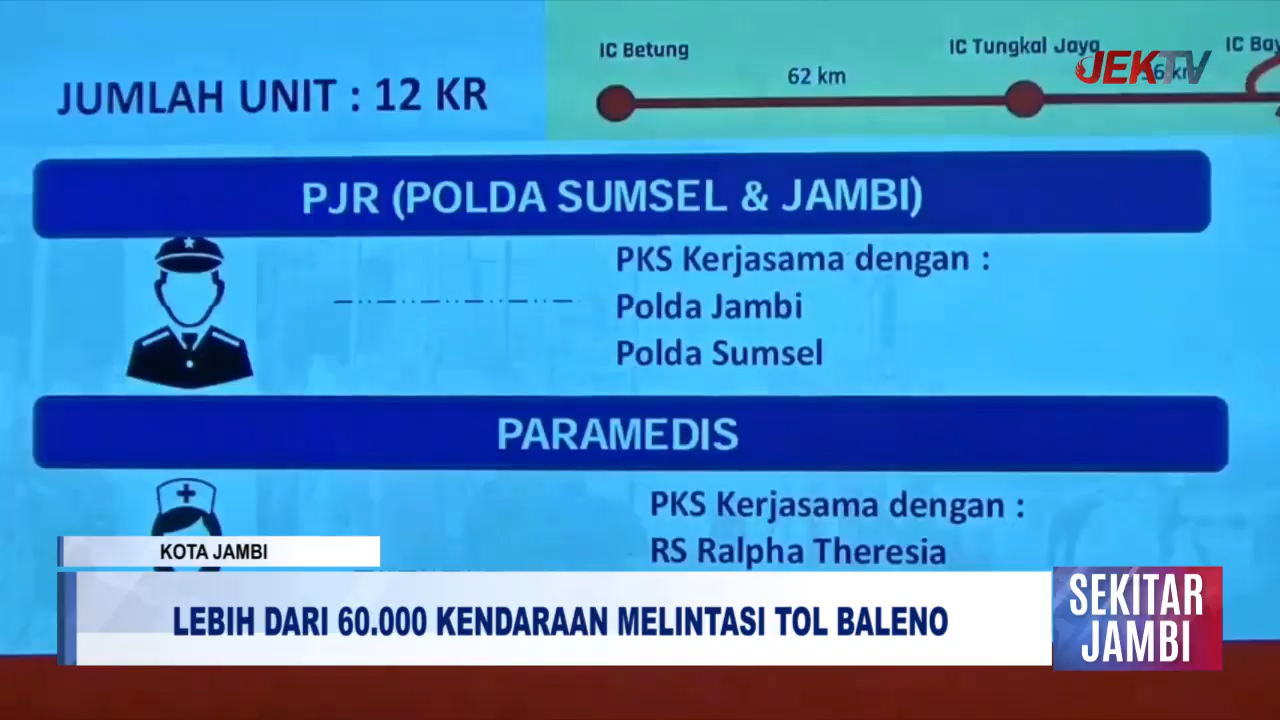 IC Betung
IC Tungkal Jaya
62 km
JEKTV
JUMLAH UNIT : 12 KR
PJR (POLDA SUMSEL & JAMBI)
PKS Kerjasama dengan :
Polda Jambi
Polda Sumsel
PARAMEDIS
PKS Kerjasama dengan :
RS Ralpha Theresia
KOTA JAMBI
LEBIH DARI 60.000 KENDARAAN MELINTASI TOL BALENO
SEKITAR
JAMBI